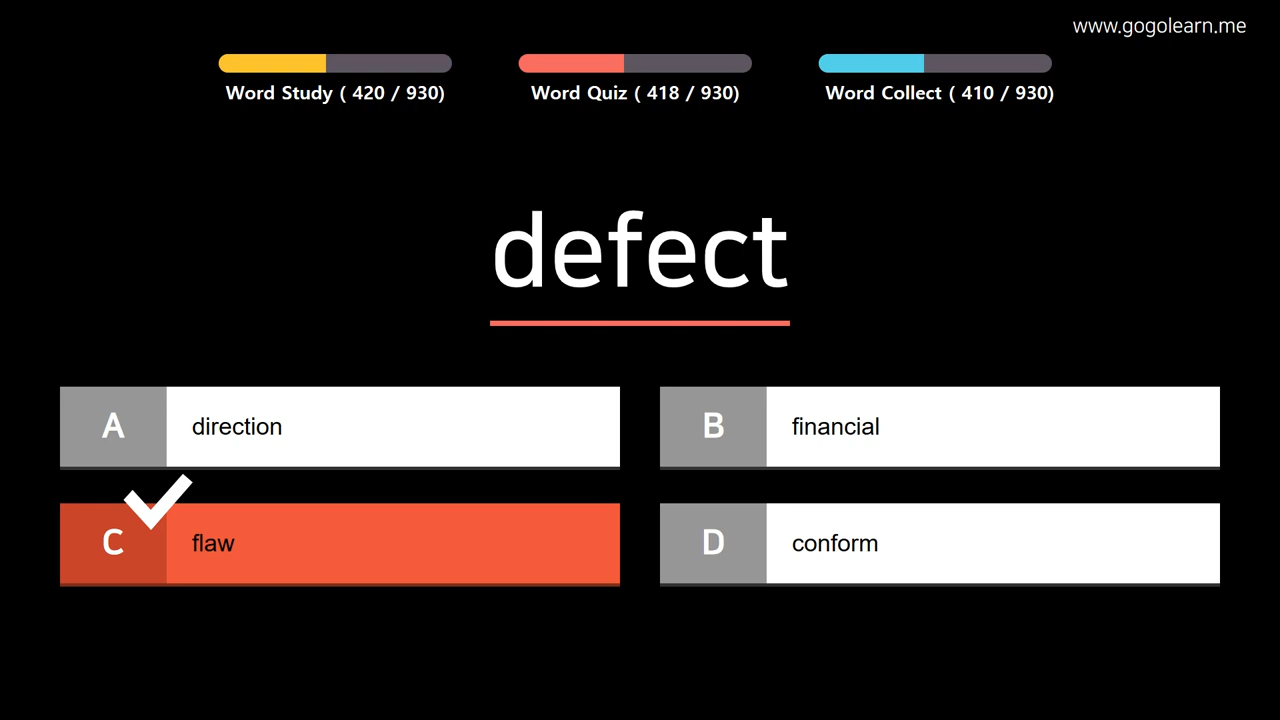 www.gogolearn.me
Word Study ( 420 / 930)
Word Quiz ( 418 / 930)
Word Collect ( 410 / 930)
defect
A direction
B financial
C flaw
D conform